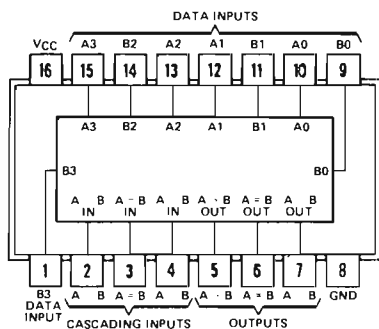 DATA INPUTS
VCC A3 B2 A2 A1 B1 A0 B0
16 15 14 13 12 11 10 9
A3 B2 A2 A1 B1 A0
B3 B0
A B A = B A B A > B A = B A B
IN IN IN OUT OUT OUT
1 2 3 4 5 6 7 8
B3 A B A = B A B A B A = B A B GND
DATA
INPUT CASCADING INPUTS OUTPUTS